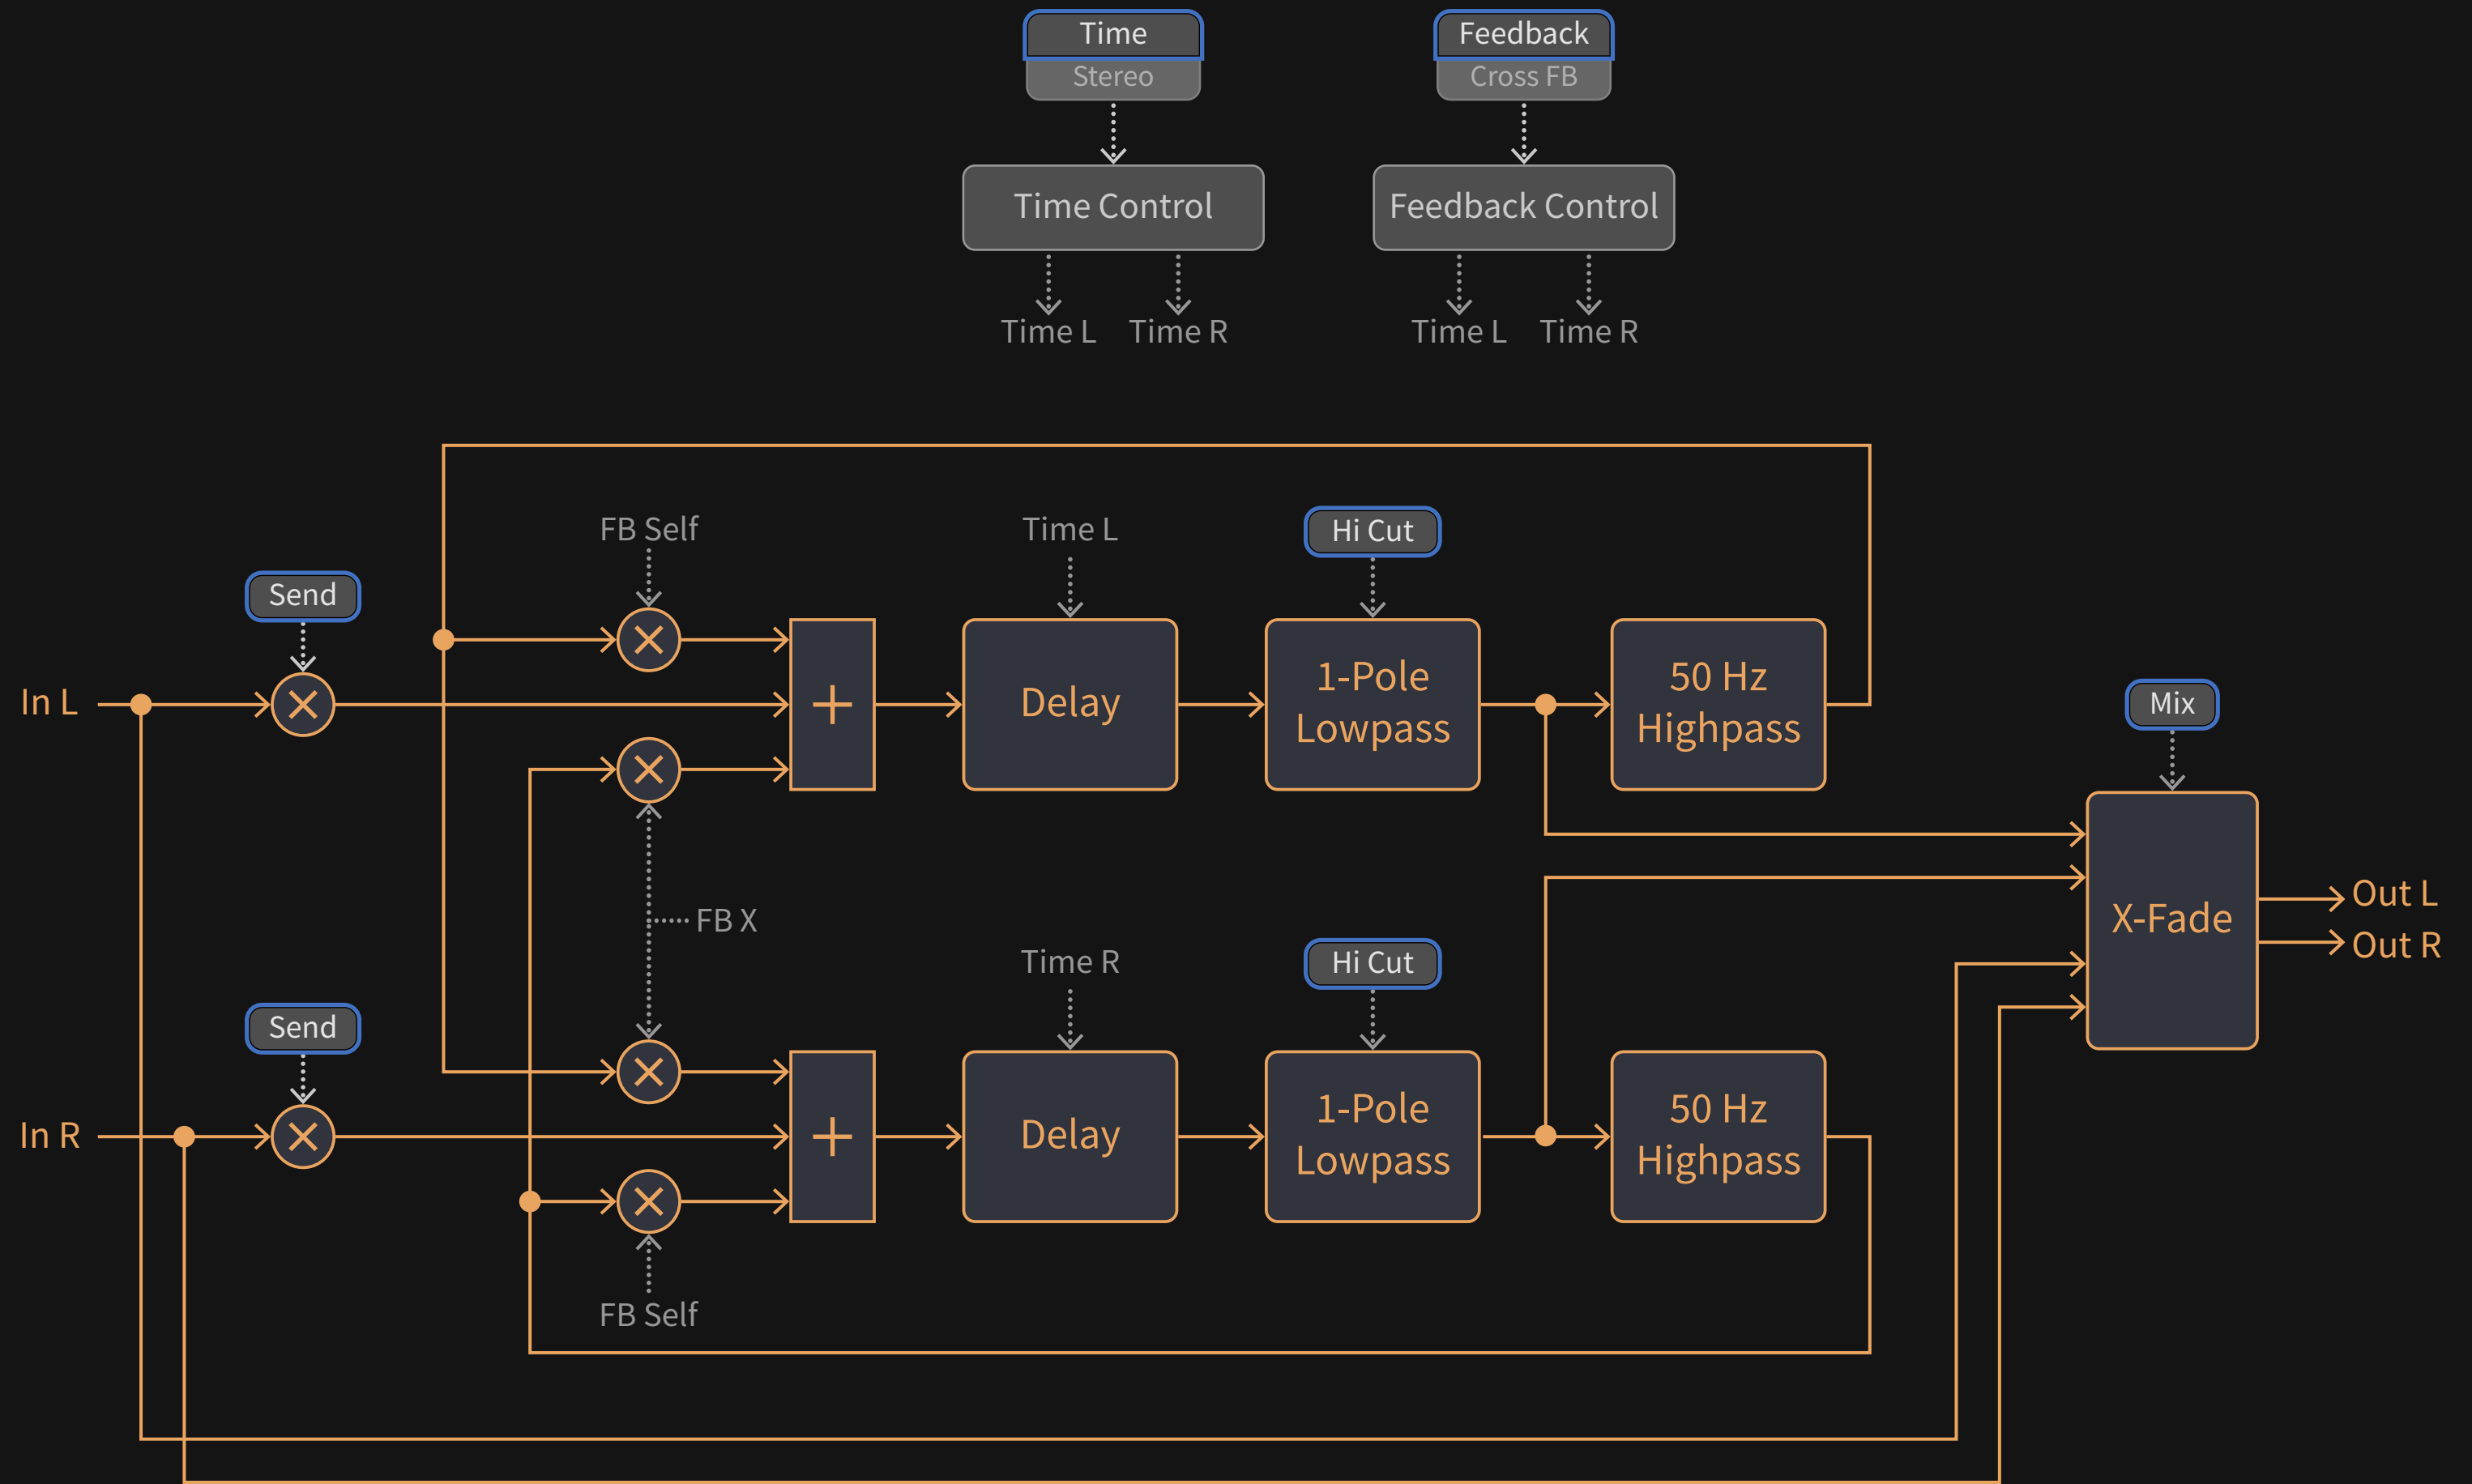 Time
Stereo
Feedback
Cross FB
Time Control
Feedback Control
Time L
Time R
Time L
Time R
FB Self
Time L
Hi Cut
Send
In L
+
Delay
1-Pole
Lowpass
50 Hz
Highpass
Mix
FB X
X-Fade
Out L
Out R
Time R
Hi Cut
Send
In R
+
Delay
1-Pole
Lowpass
50 Hz
Highpass
FB Self